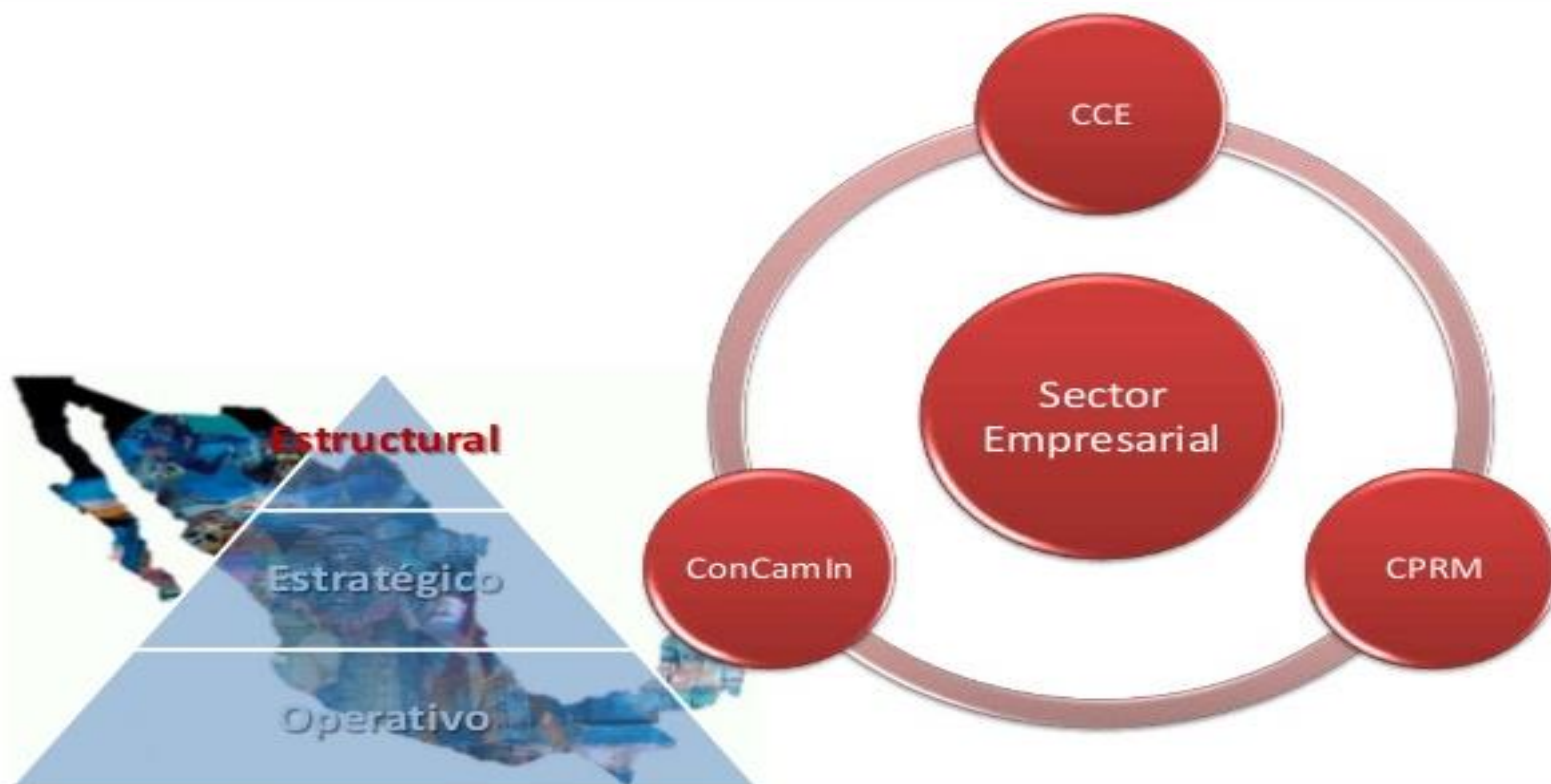 CCE
Sector
Empresarial
ConCamIn
CPRM
Estructural
Estratégico
Operativo